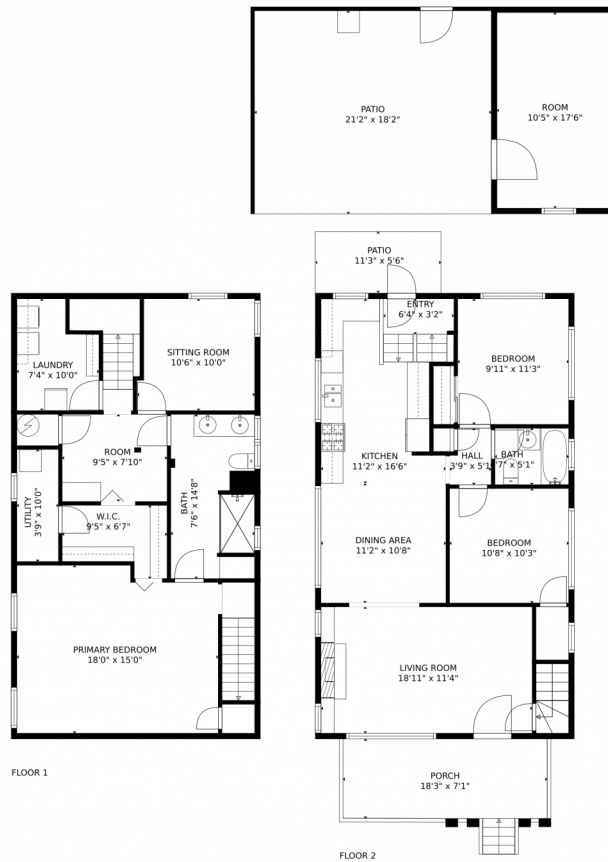 PATIO
21'2" x 18'2"
ROOM
10'5" x 17'6"
PATIO
11'3" x 5'6"
ENTRY
6'4" x 3'2"
LAUNDRY
7'4" x 10'0"
SITTING ROOM
10'6" x 10'0"
BEDROOM
9'11" x 11'3"
ROOM
9'5" x 7'10"
KITCHEN
11'2" x 16'6"
HALL
3'9" x 5'1"
BATH
7" x 5'1"
UTILITY
3'9" x 10'0"
W.I.C.
9'5" x 6'7"
BATH
7'6" x 14'8"
DINING AREA
11'2" x 10'8"
BEDROOM
10'8" x 10'3"
PRIMARY BEDROOM
18'0" x 15'0"
LIVING ROOM
18'11" x 11'4"
PORCH
18'3" x 7'1"
FLOOR 1
FLOOR 2